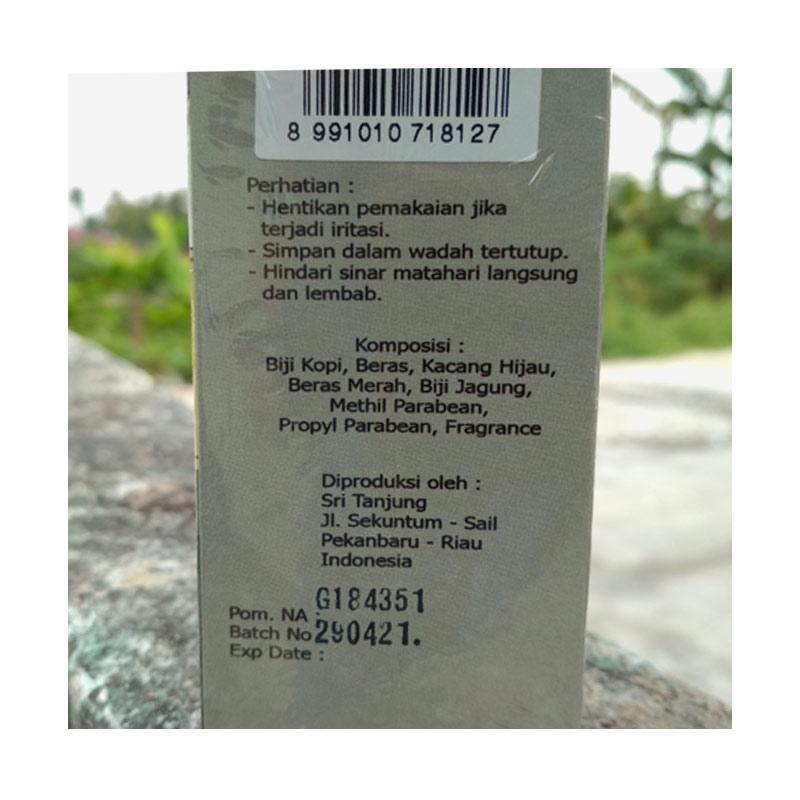 8 991010 718127
Perhatian :
- Hentikan pemakaian jika
terjadi iritasi.
- Simpan dalam wadah tertutup.
- Hindari sinar matahari langsung
dan lembab.
Komposisi :
Biji Kopi, Beras, Kacang Hijau,
Beras Merah, Biji Jagung,
Methil Parabean,
Propyl Parabean, Fragrance
Diproduksi oleh :
Sri Tanjung
Jl. Sekuntum - Sail
Pekanbaru - Riau
Indonesia
Pom. NA : G184351
Batch No 290421.
Exp Date :